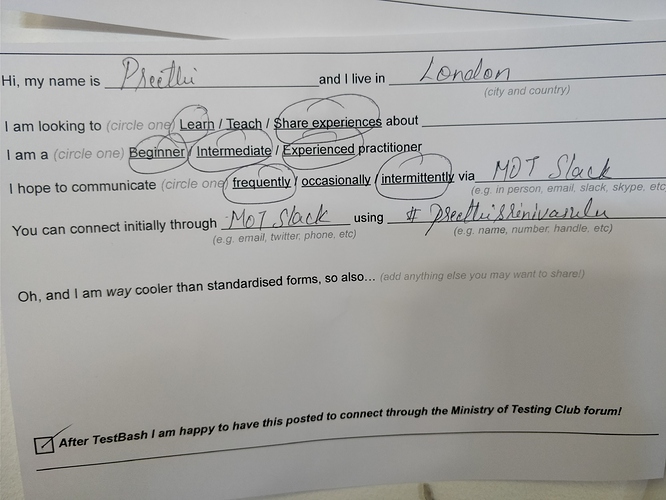 Hi, my name is Preethi and I live in London
(city and country)
I am looking to (circle one) Learn / Teach / Share experiences about
I am a (circle one) Beginner / Intermediate / Experienced practitioner
I hope to communicate (circle one) frequently / occasionally / intermittently via MOT Slack
(e.g. in person, email, slack, skype, etc
You can connect initially through MOT Slack using #
(e.g. email, twitter, phone, etc) (e.g. name, number, handle, etc)
Oh, and I am way cooler than standardised forms, so also... (add anything else you may want to share!)
After TestBash I am happy to have this posted to connect through the Ministry of Testing Club forum!